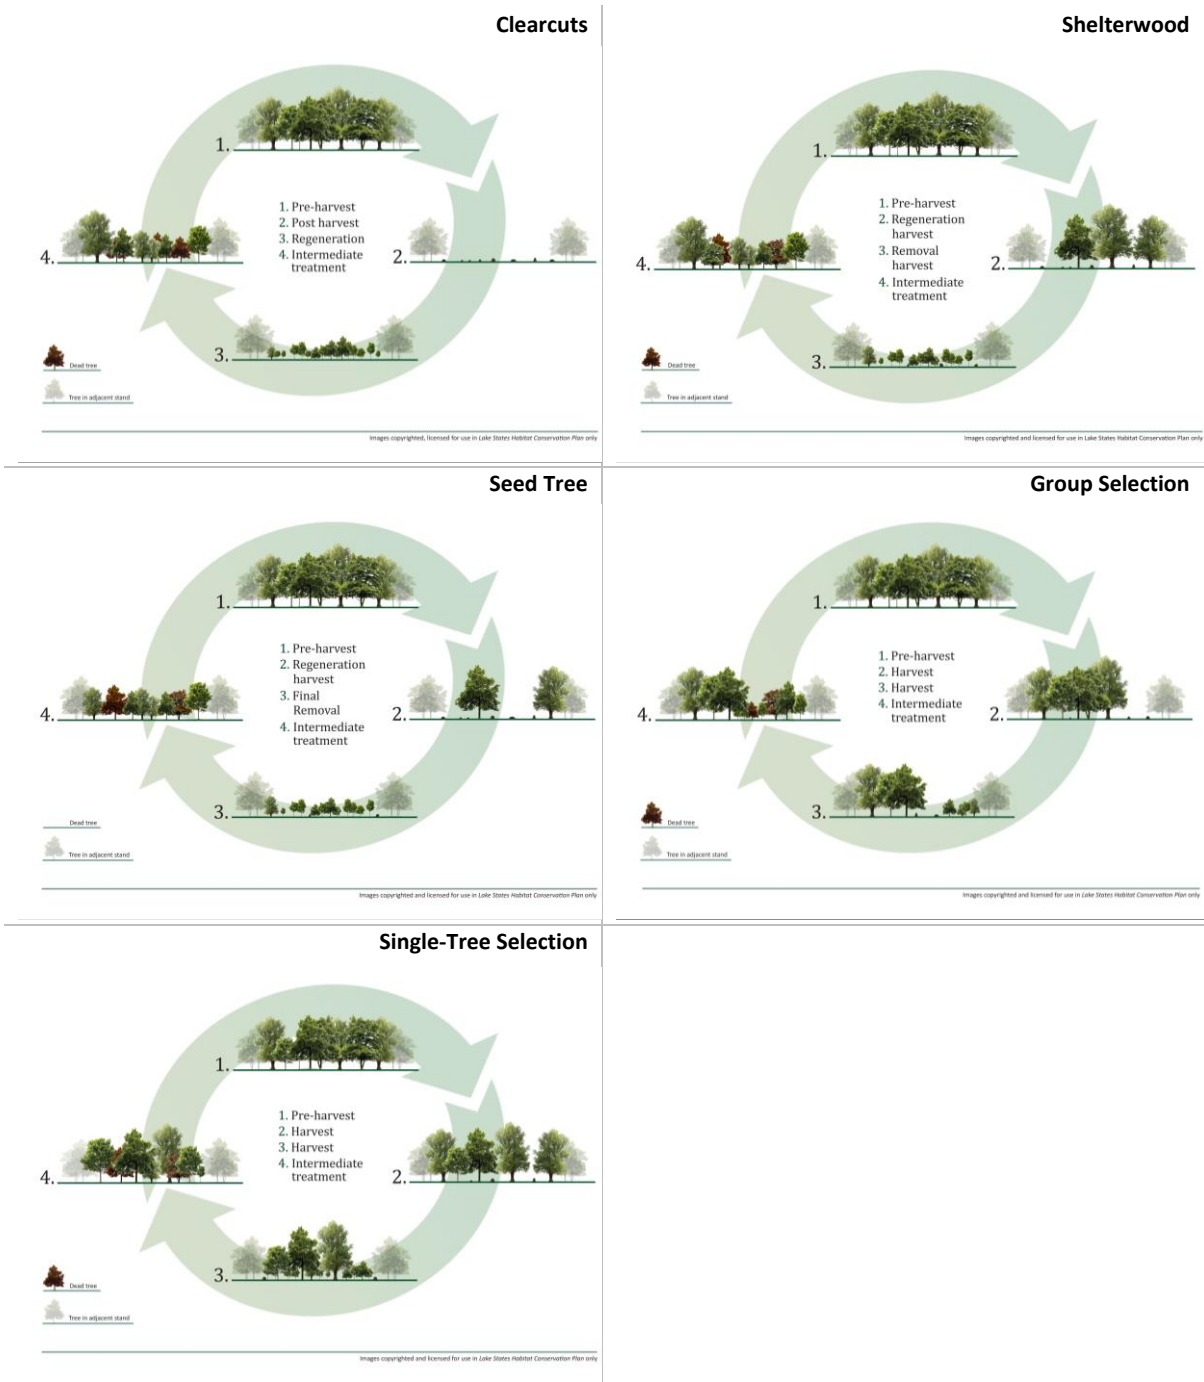 Clearcuts
1.
1. Pre-harvest
2. Post harvest
3. Regeneration
4. Intermediate
treatment
4.
2.
3.
Dead tree
Tree in adjacent stand
Images copyrighted, licensed for use in Lake States Habitat Conservation Plan only
Shelterwood
1.
1. Pre-harvest
2. Regeneration
harvest
3. Removal
harvest
4. Intermediate
treatment
4.
2.
3.
Dead tree
Tree in adjacent stand
Images copyrighted and licensed for use in Lake States Habitat Conservation Plan only
Seed Tree
1.
1. Pre-harvest
2. Regeneration
harvest
3. Final
Removal
4. Intermediate
treatment
4.
2.
3.
Dead tree
Tree in adjacent stand
Images copyrighted and licensed for use in Lake States Habitat Conservation Plan only
Group Selection
1.
1. Pre-harvest
2. Harvest
3. Harvest
4. Intermediate
treatment
4.
2.
3.
Dead tree
Tree in adjacent stand
Images copyrighted and licensed for use in Lake States Habitat Conservation Plan only
Single-Tree Selection
1.
1. Pre-harvest
2. Harvest
3. Harvest
4. Intermediate
treatment
4.
2.
3.
Dead tree
Tree in adjacent stand
Images copyrighted and licensed for use in Lake States Habitat Conservation Plan only